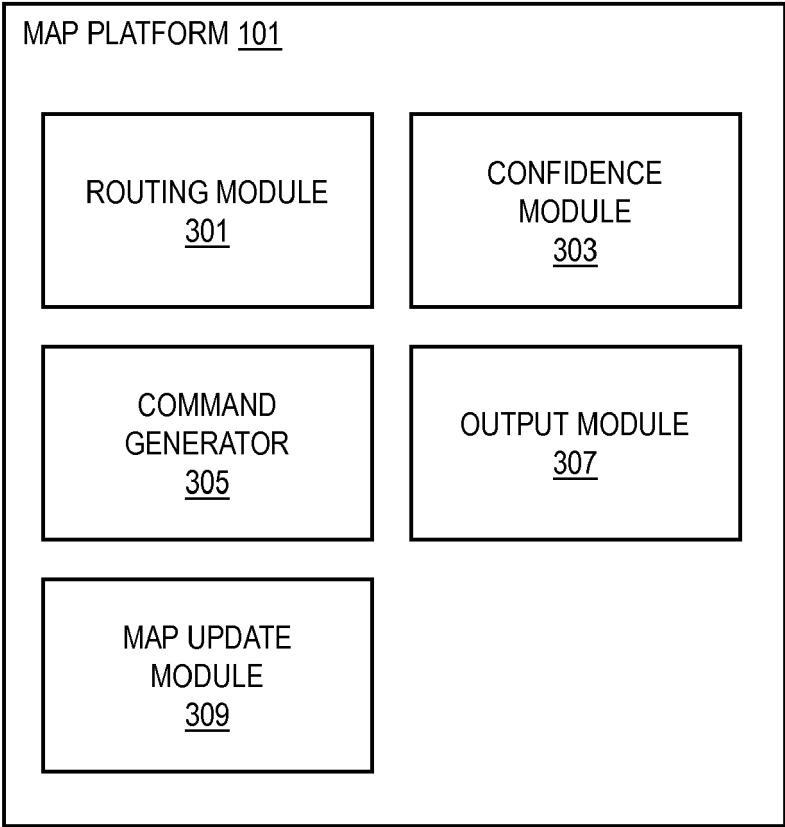 MAP PLATFORM 101
ROUTING MODULE
301
CONFIDENCE
MODULE
303
COMMAND
GENERATOR
305
OUTPUT MODULE
307
MAP UPDATE
MODULE
309